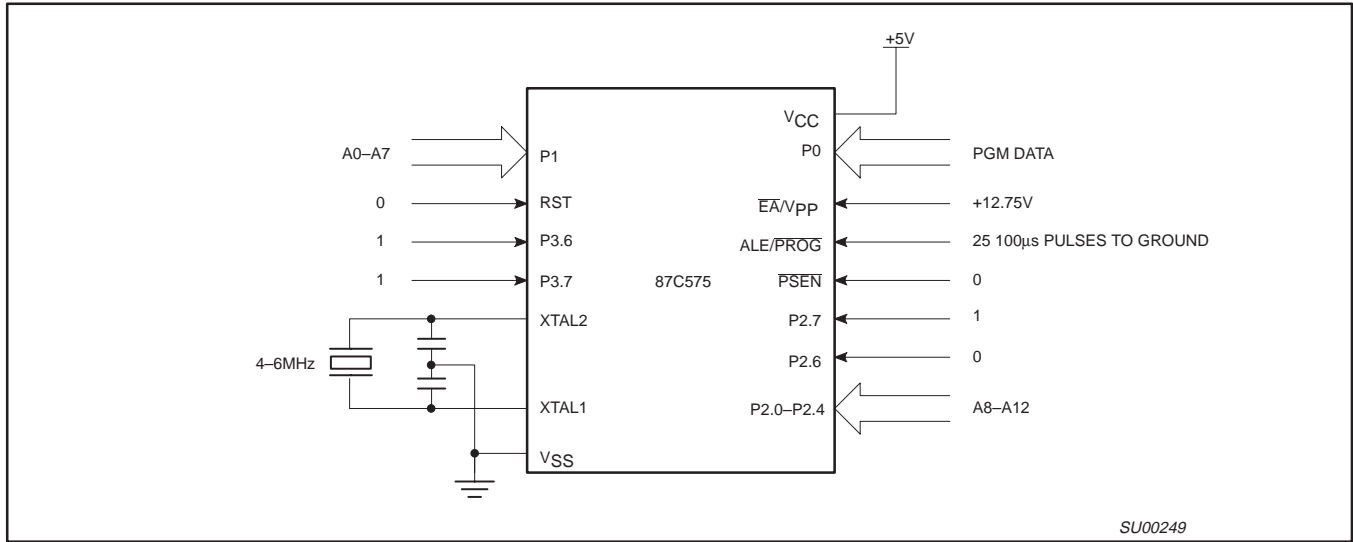 +5V
VCC
A0–A7
P1
P0
PGM DATA
0
RST
EA/VPP
+12.75V
1
P3.6
ALE/PROG
25 100μs PULSES TO GROUND
1
P3.7
87C575
PSEN
0
XTAL2
P2.7
1
4–6MHz
P2.6
0
XTAL1
P2.0–P2.4
A8–A12
VSS
SU00249